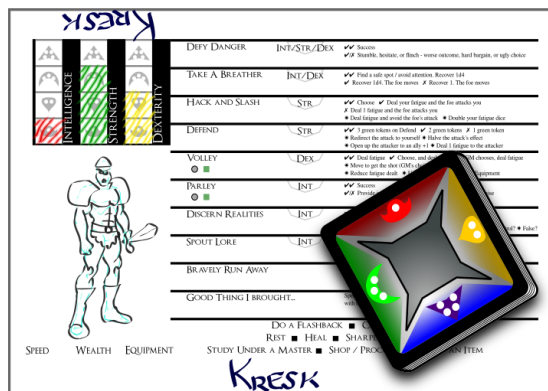 KRESK
INTELLIGENCE
STRENGTH
DEXTERITY
DEFY DANGER INT/STR/DEX ✔✔ Success
✔/✗ Stumble, hesitate, or flinch - worse outcome, hard bargain, or ugly choice
TAKE A BREATHER INT/DEX ✔✔ Find a safe spot / avoid attention. Recover 1d4
✔ Recover 1d4. The foe moves ✗ Recover 1. The foe moves
HACK AND SLASH STR ✔✔ Choose ✔ Deal your fatigue and the foe attacks you
✗ Deal 1 fatigue and the foe attacks you
Deal fatigue and avoid the foe's attack Double your fatigue dice
DEFEND STR ✔✔ 3 green tokens on Defend ✔ 2 green tokens ✗ 1 green token
Redirect the attack to yourself Halve the attack's effect
Open up the attacker to an ally +1 Deal 1 fatigue to the attacker
VOLLEY DEX ✔✔ Deal fatigue ✔ Choose, and chooses, deal fatigue
Move to get the shot (GM's
Reduce fatigue dealt
PARLEY INT ✔✔ Success
✔/✗
DISCERN REALITIES INT False?
SPOUT LORE INT
BRAVELY RUN AWAY
GOOD THING I BROUGHT...
DO A FLASHBACK ■
REST ■ HEAL ■
SPEED WEALTH EQUIPMENT STUDY UNDER A MASTER ■ SHOP / ITEM
KRESK